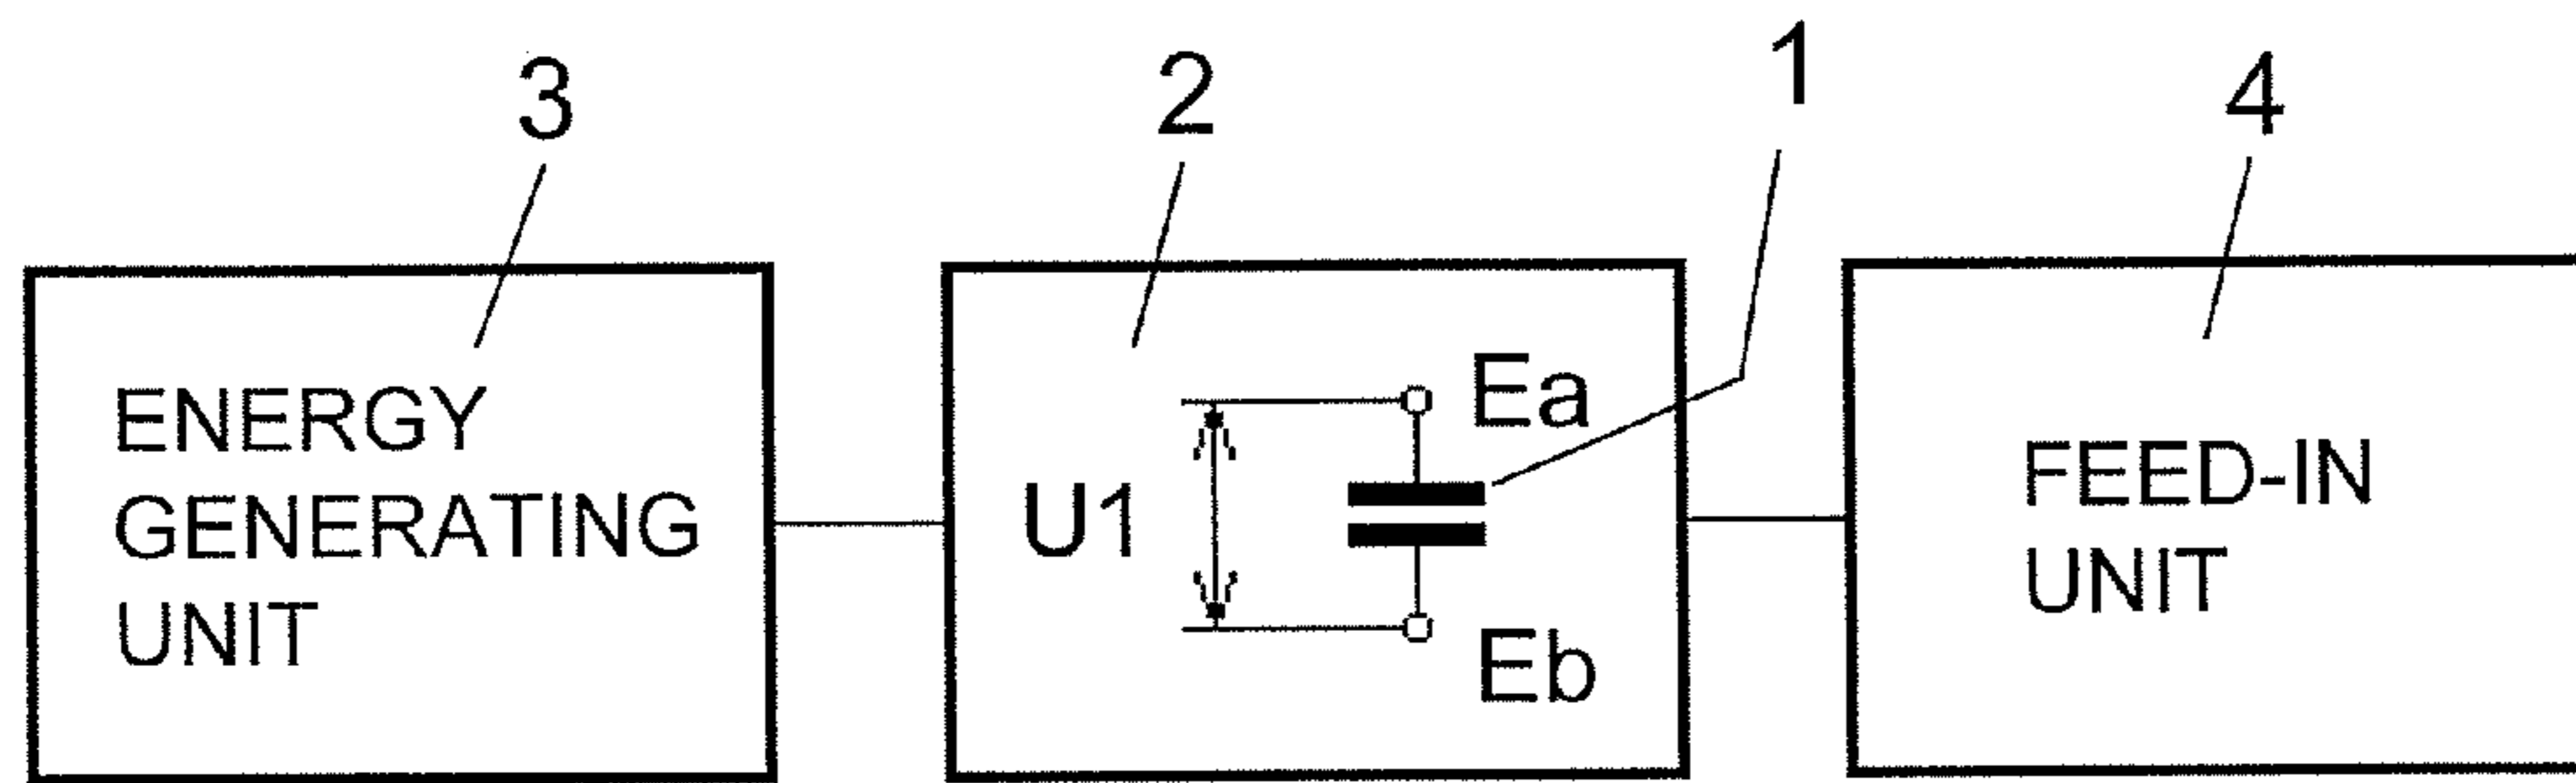 3
2
1
4
ENERGY
GENERATING
UNIT
U1
Ea
Eb
FEED-IN
UNIT